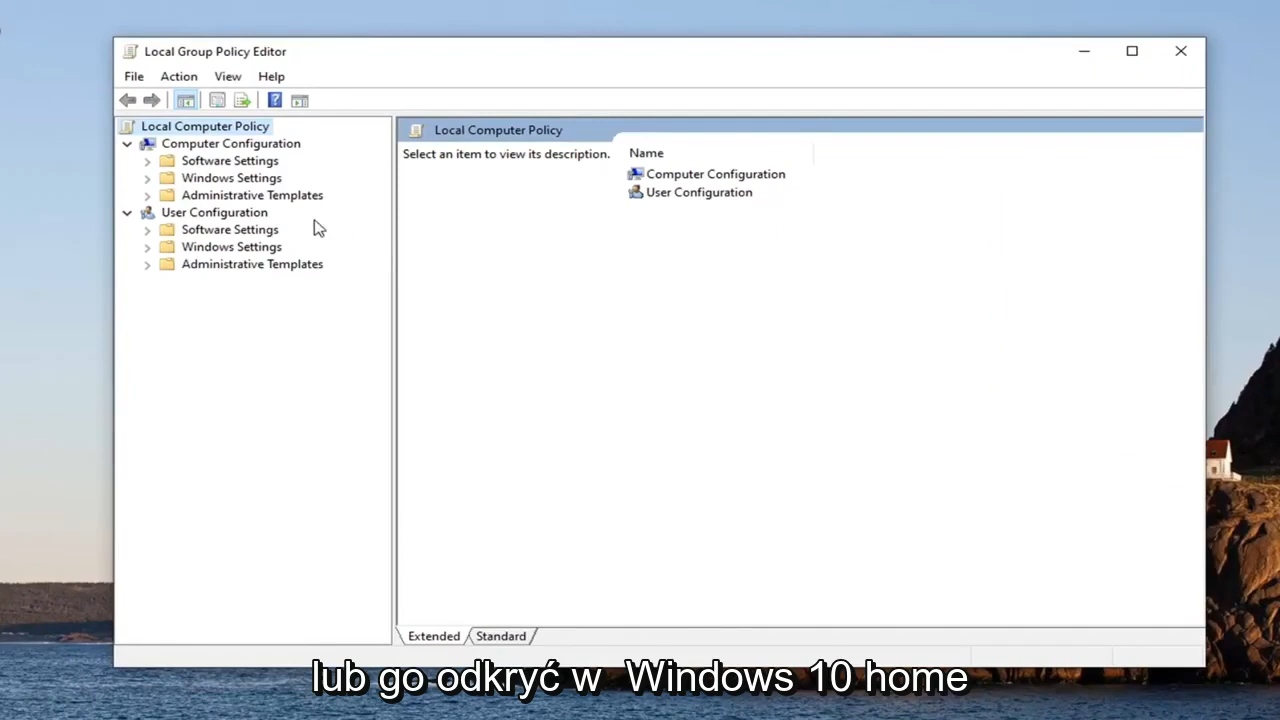 Local Group Policy Editor
File Action View Help
Local Computer Policy
Computer Configuration
Software Settings
Windows Settings
Administrative Templates
User Configuration
Software Settings
Windows Settings
Administrative Templates
Local Computer Policy
Select an item to view its description.
Name
Computer Configuration
User Configuration
Extended Standard
lub go odkryć w Windows 10 home